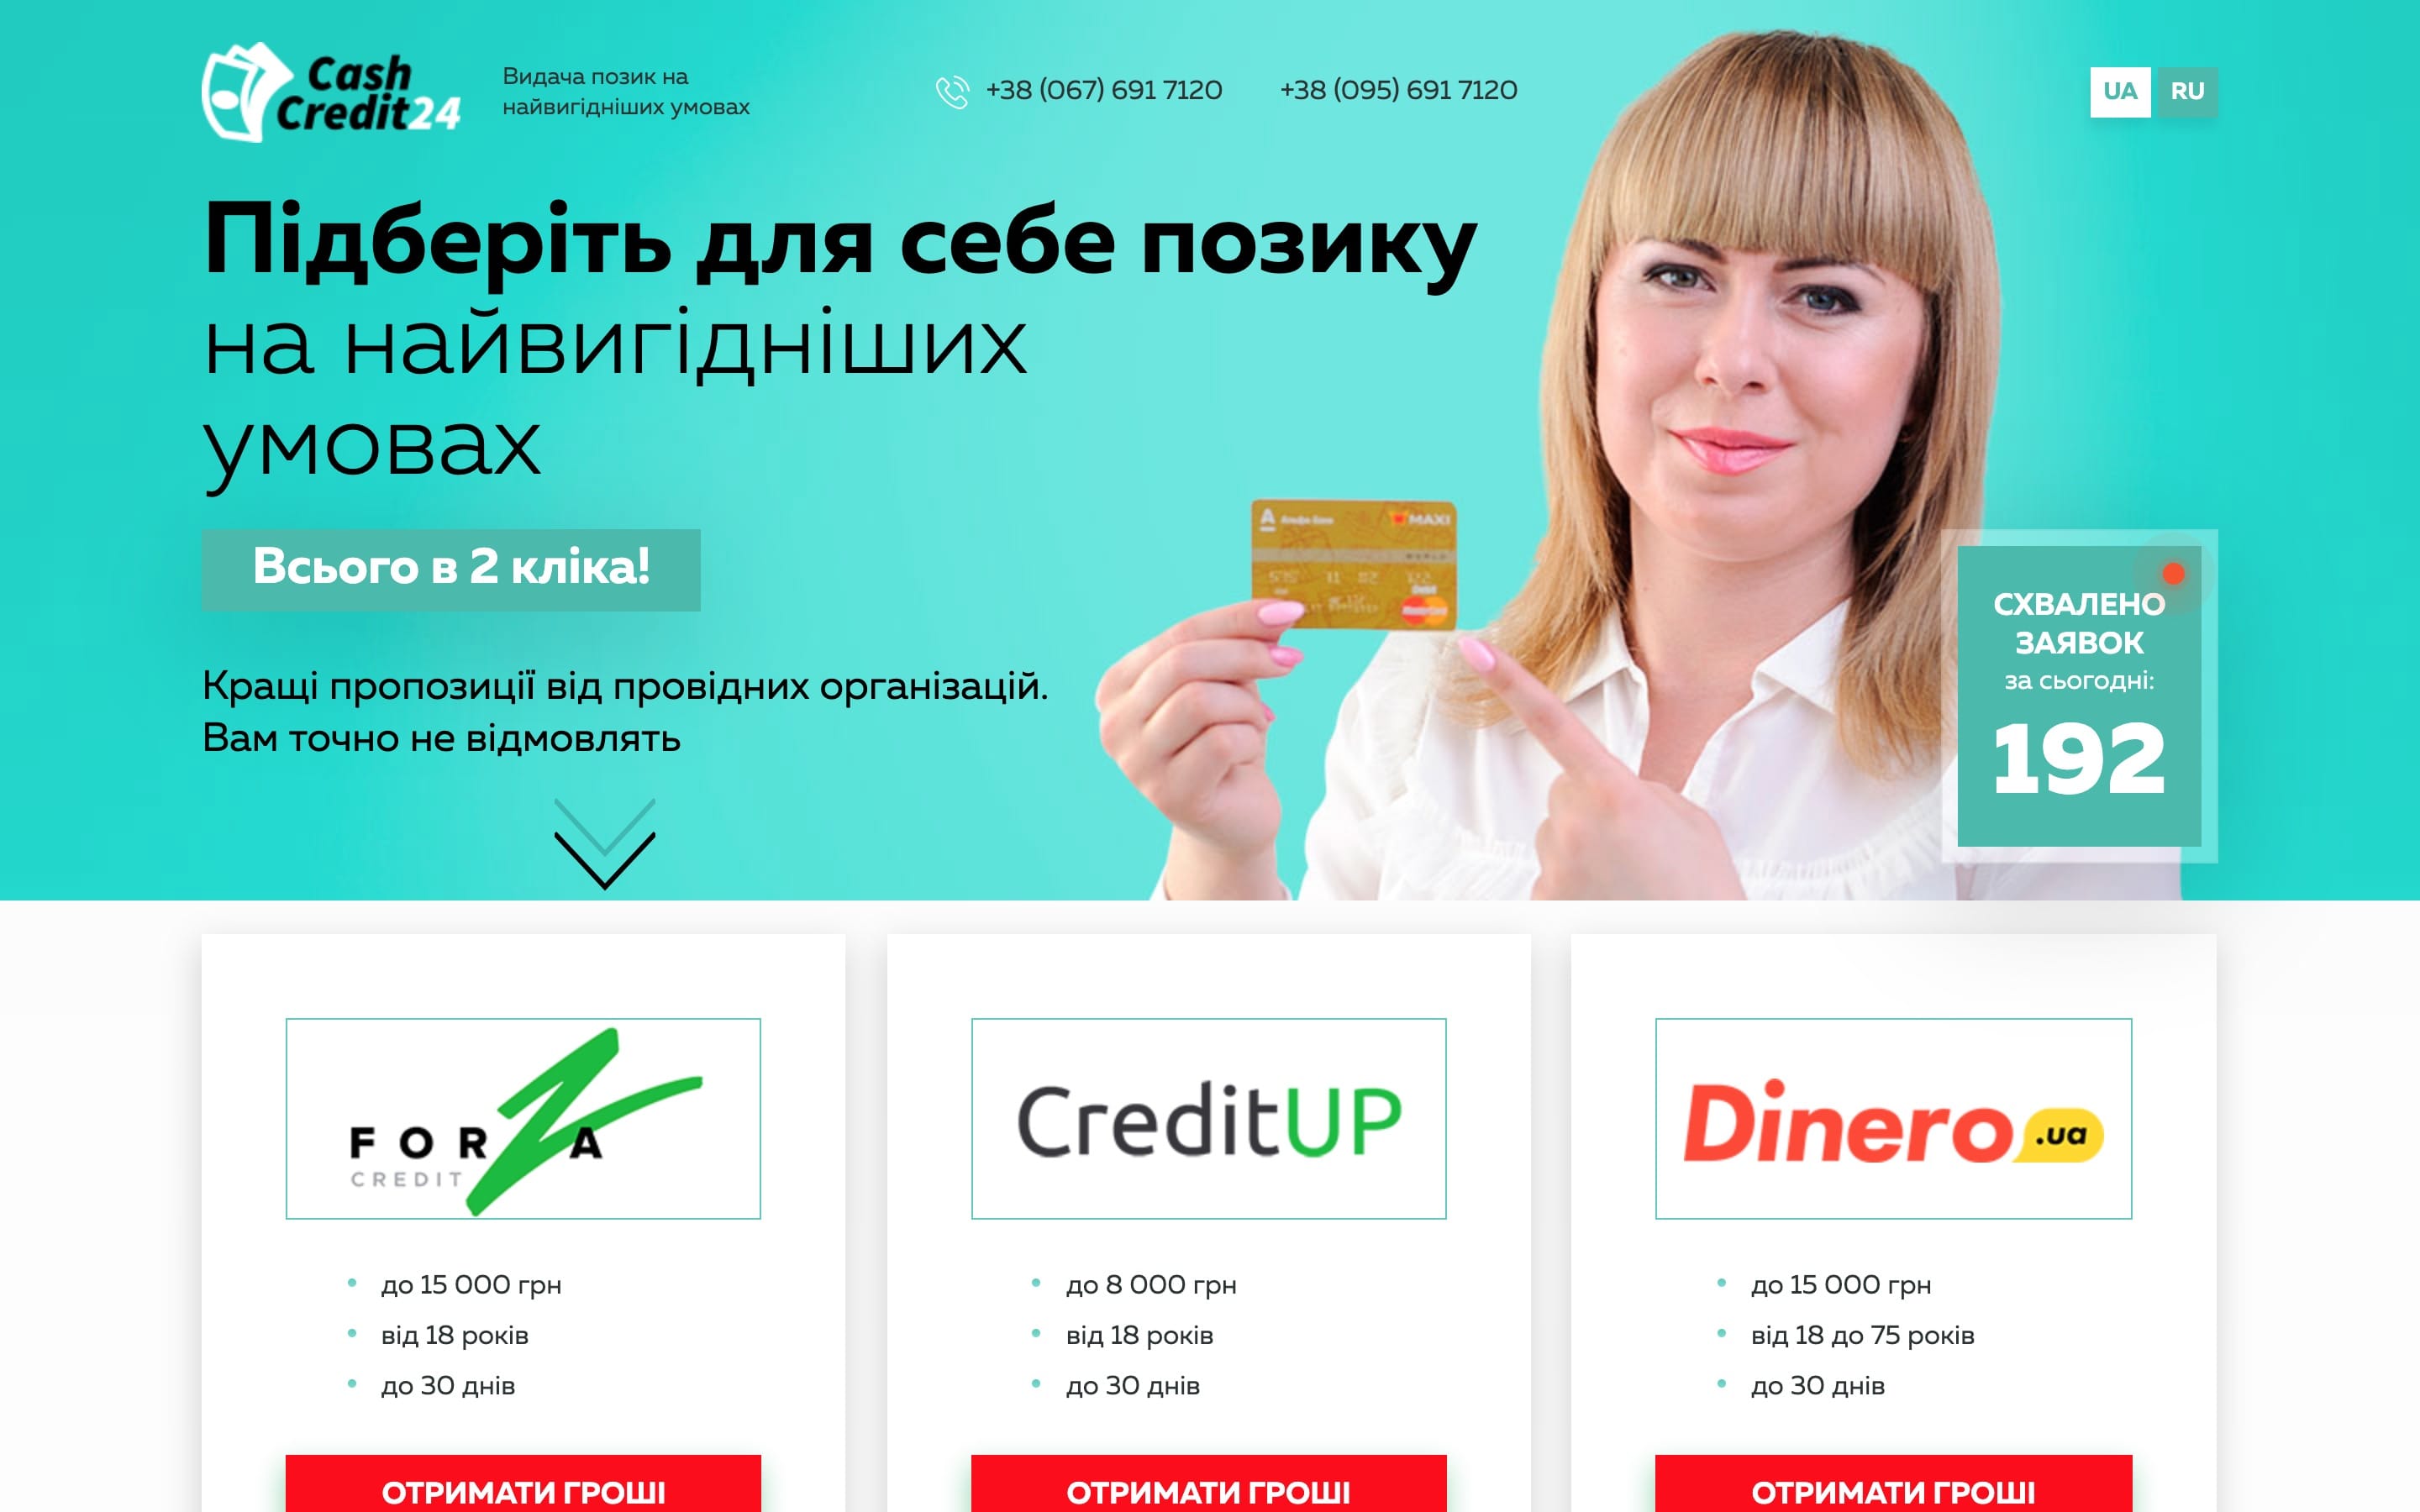 Cash
Credit24
Видача позик на
найвигідніших умовах
+38 (067) 691 7120
+38 (095) 691 7120
UA
RU
Підберіть для себе позику
на найвигідніших
умовах
Всього в 2 кліка!
Кращі пропозиції від провідних організацій.
Вам точно не відмовлять
Альфа-Банк
MAXI
СХВАЛЕНО
ЗАЯВОК
за сьогодні:
192
FORZA
CREDIT
CreditUP
Dinero.ua
до 15 000 грн
від 18 років
до 30 днів
до 8 000 грн
від 18 років
до 30 днів
до 15 000 грн
від 18 до 75 років
до 30 днів
ОТРИМАТИ ГРОШІ
ОТРИМАТИ ГРОШІ
ОТРИМАТИ ГРОШІ